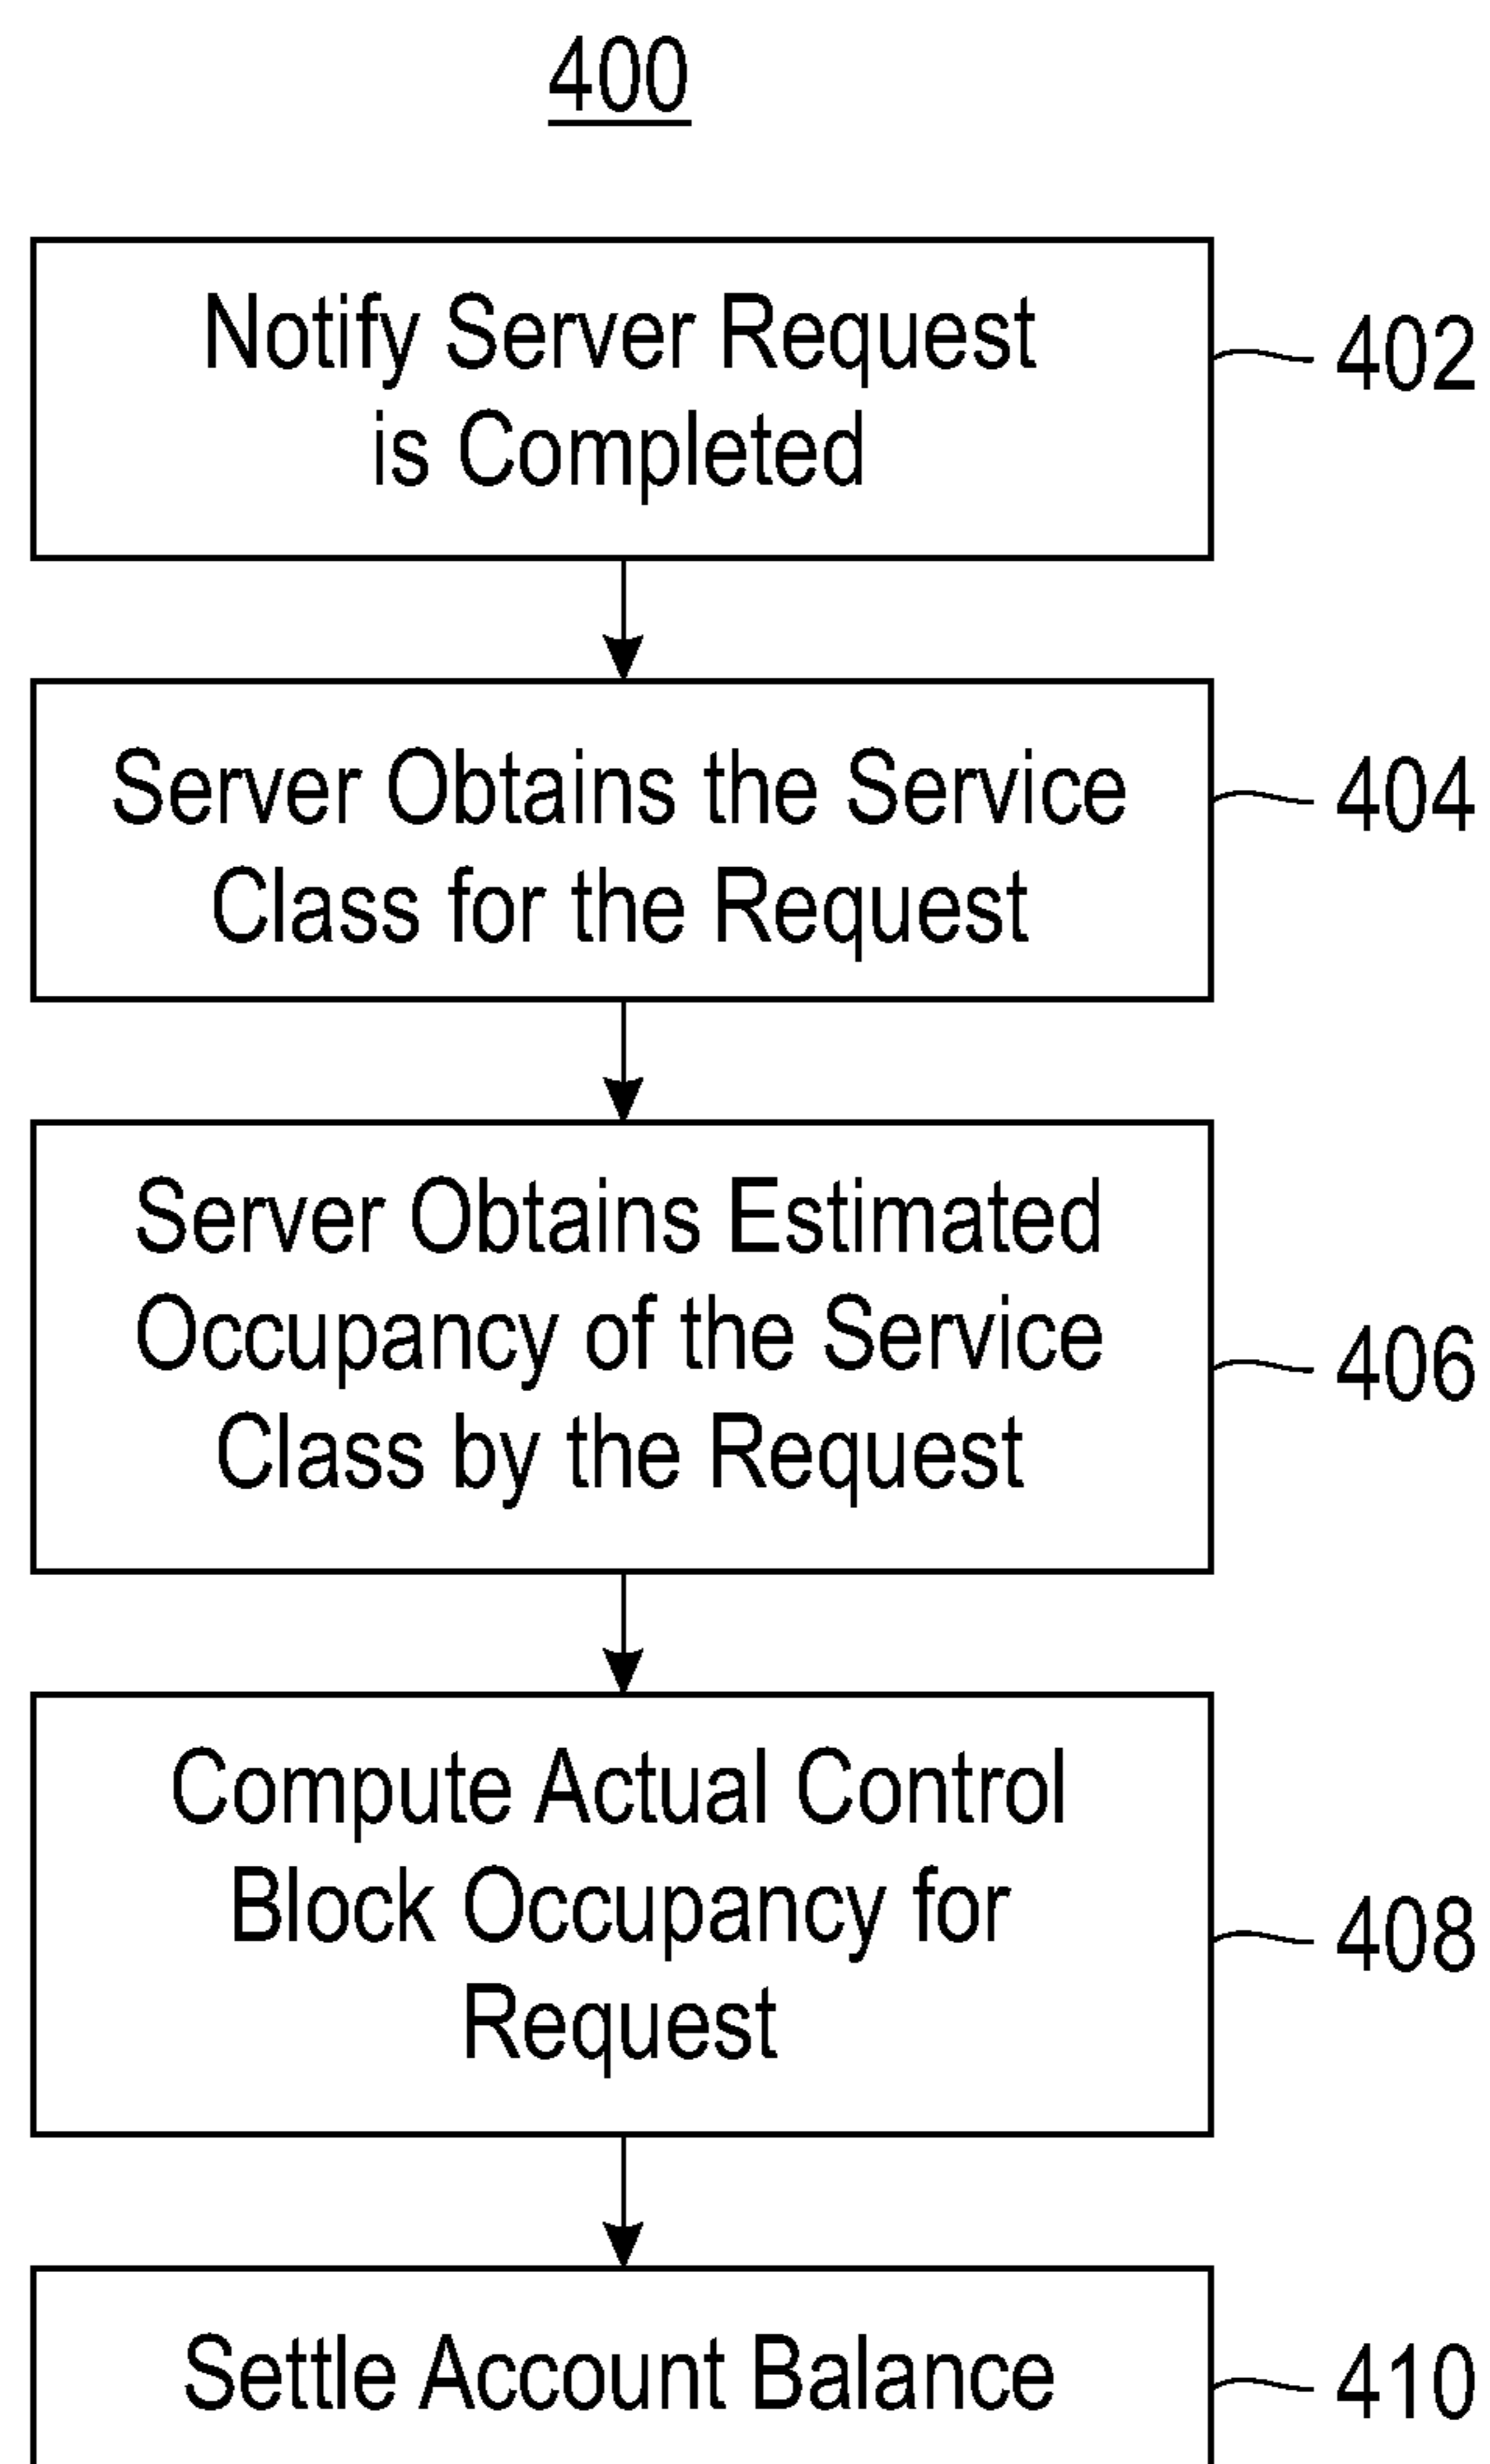 400
Notify Server Request
is Completed
402
Server Obtains the Service
Class for the Request
404
Server Obtains Estimated
Occupancy of the Service
Class by the Request
406
Compute Actual Control
Block Occupancy for
Request
408
Settle Account Balance
410